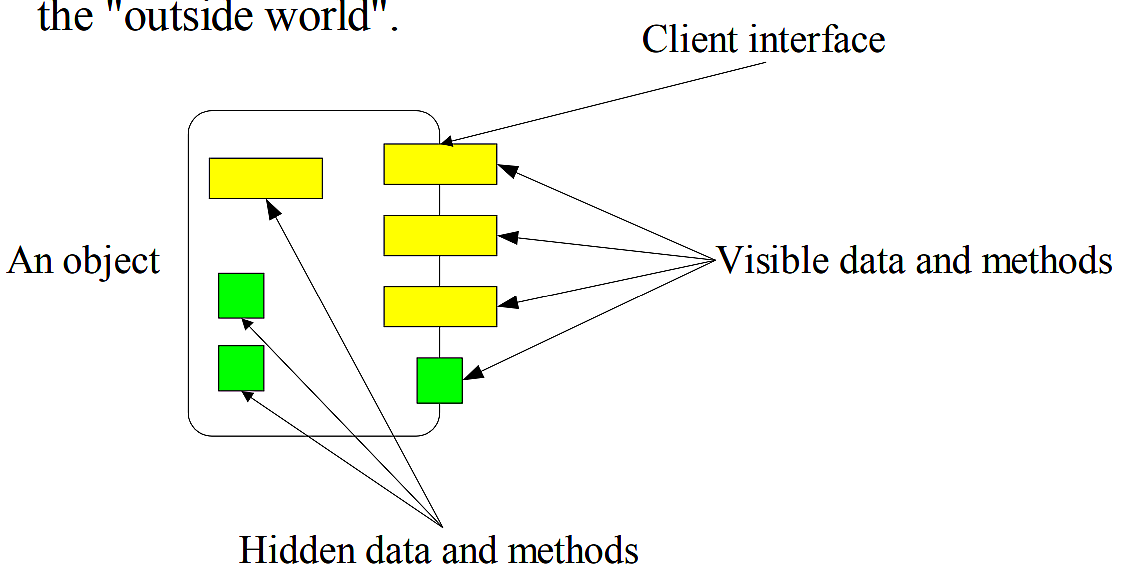 the "outside world".
Client interface
An object
Visible data and methods
Hidden data and methods